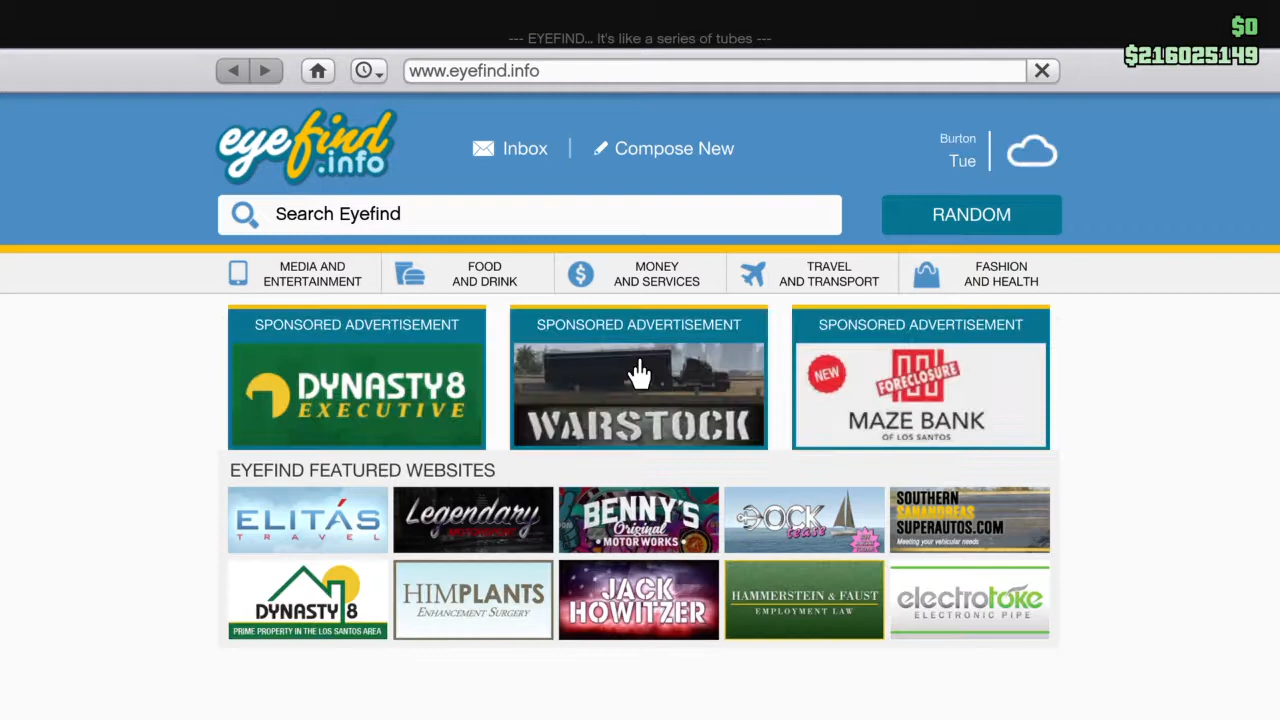 --- EYEFIND... It's like a series of tubes ---
$0
$216025149
www.eyefind.info
eyefind
.info
Inbox
Compose New
Burton
Tue
Search Eyefind
RANDOM
MEDIA AND
ENTERTAINMENT
FOOD
AND DRINK
MONEY
AND SERVICES
TRAVEL
AND TRANSPORT
FASHION
AND HEALTH
SPONSORED ADVERTISEMENT
DYNASTY8
EXECUTIVE
SPONSORED ADVERTISEMENT
WARSTOCK
SPONSORED ADVERTISEMENT
NEW
FORECLOSURE
MAZE BANK
OF LOS SANTOS
EYEFIND FEATURED WEBSITES
ELITÁS
TRAVEL
Legendary
BENNY'S
Original
MOTORWORKS
DOCK
tease
SOUTHERN
SANANDREAS
SUPERAUTOS.COM
Meeting your vehicular needs
DYNASTY 8
PRIME PROPERTY IN THE LOS SANTOS AREA
HIMPLANTS
ENHANCEMENT SURGERY
JACK
HOWITZER
HAMMERSTEIN & FAUST
EMPLOYMENT LAW
electrotoke
ELECTRONIC PIPE